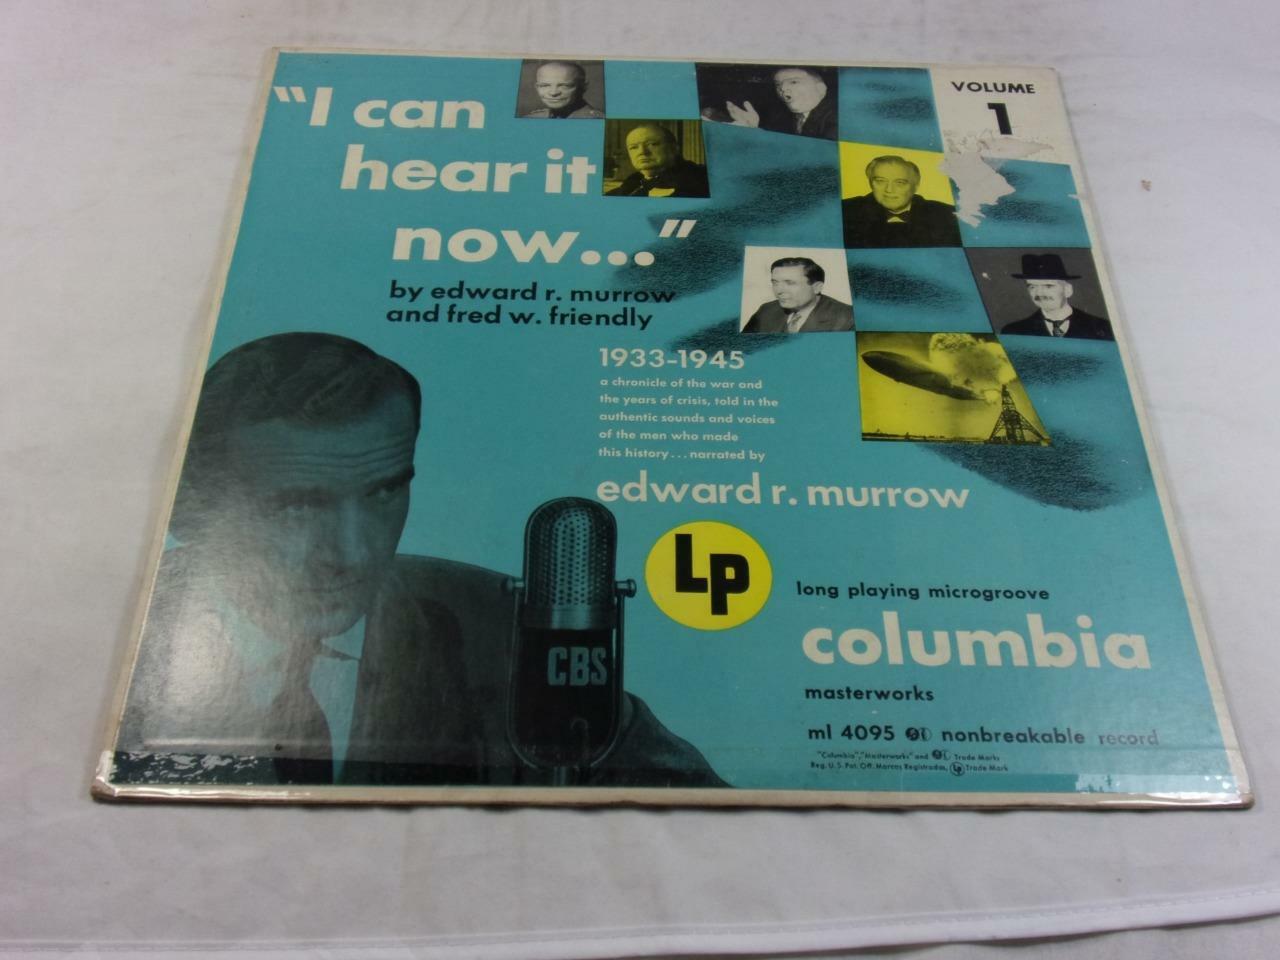 "I can
hear it
now..."
by edward r. murrow
and fred w. friendly
VOLUME
1
1933-1945
a chronicle of the war and
the years of crisis, told in the
authentic sounds and voices
of the men who made
this history...narrated by
edward r. murrow
LP
long playing microgroove
columbia
masterworks
ml 4095 nonbreakable record
"Columbia","Masterworks" and Trade Marks
Reg. U.S. Pat. Off. Marcas Registradas, LP Trade Mark
CBS